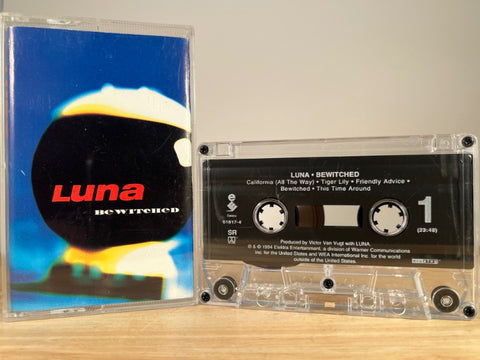 Luna
BEWITCHED
LUNA • BEWITCHED
California (All The Way) • Tiger Lily • Friendly Advice •
Bewitched • This Time Around
Elektra
61617-4
SR
1
(23:48)
Produced by Victor Van Vugt with LUNA.
℗ & © 1994 Elektra Entertainment, a division of Warner Communications
Inc. for the United States and WEA International Inc. for the world
outside of the United States.